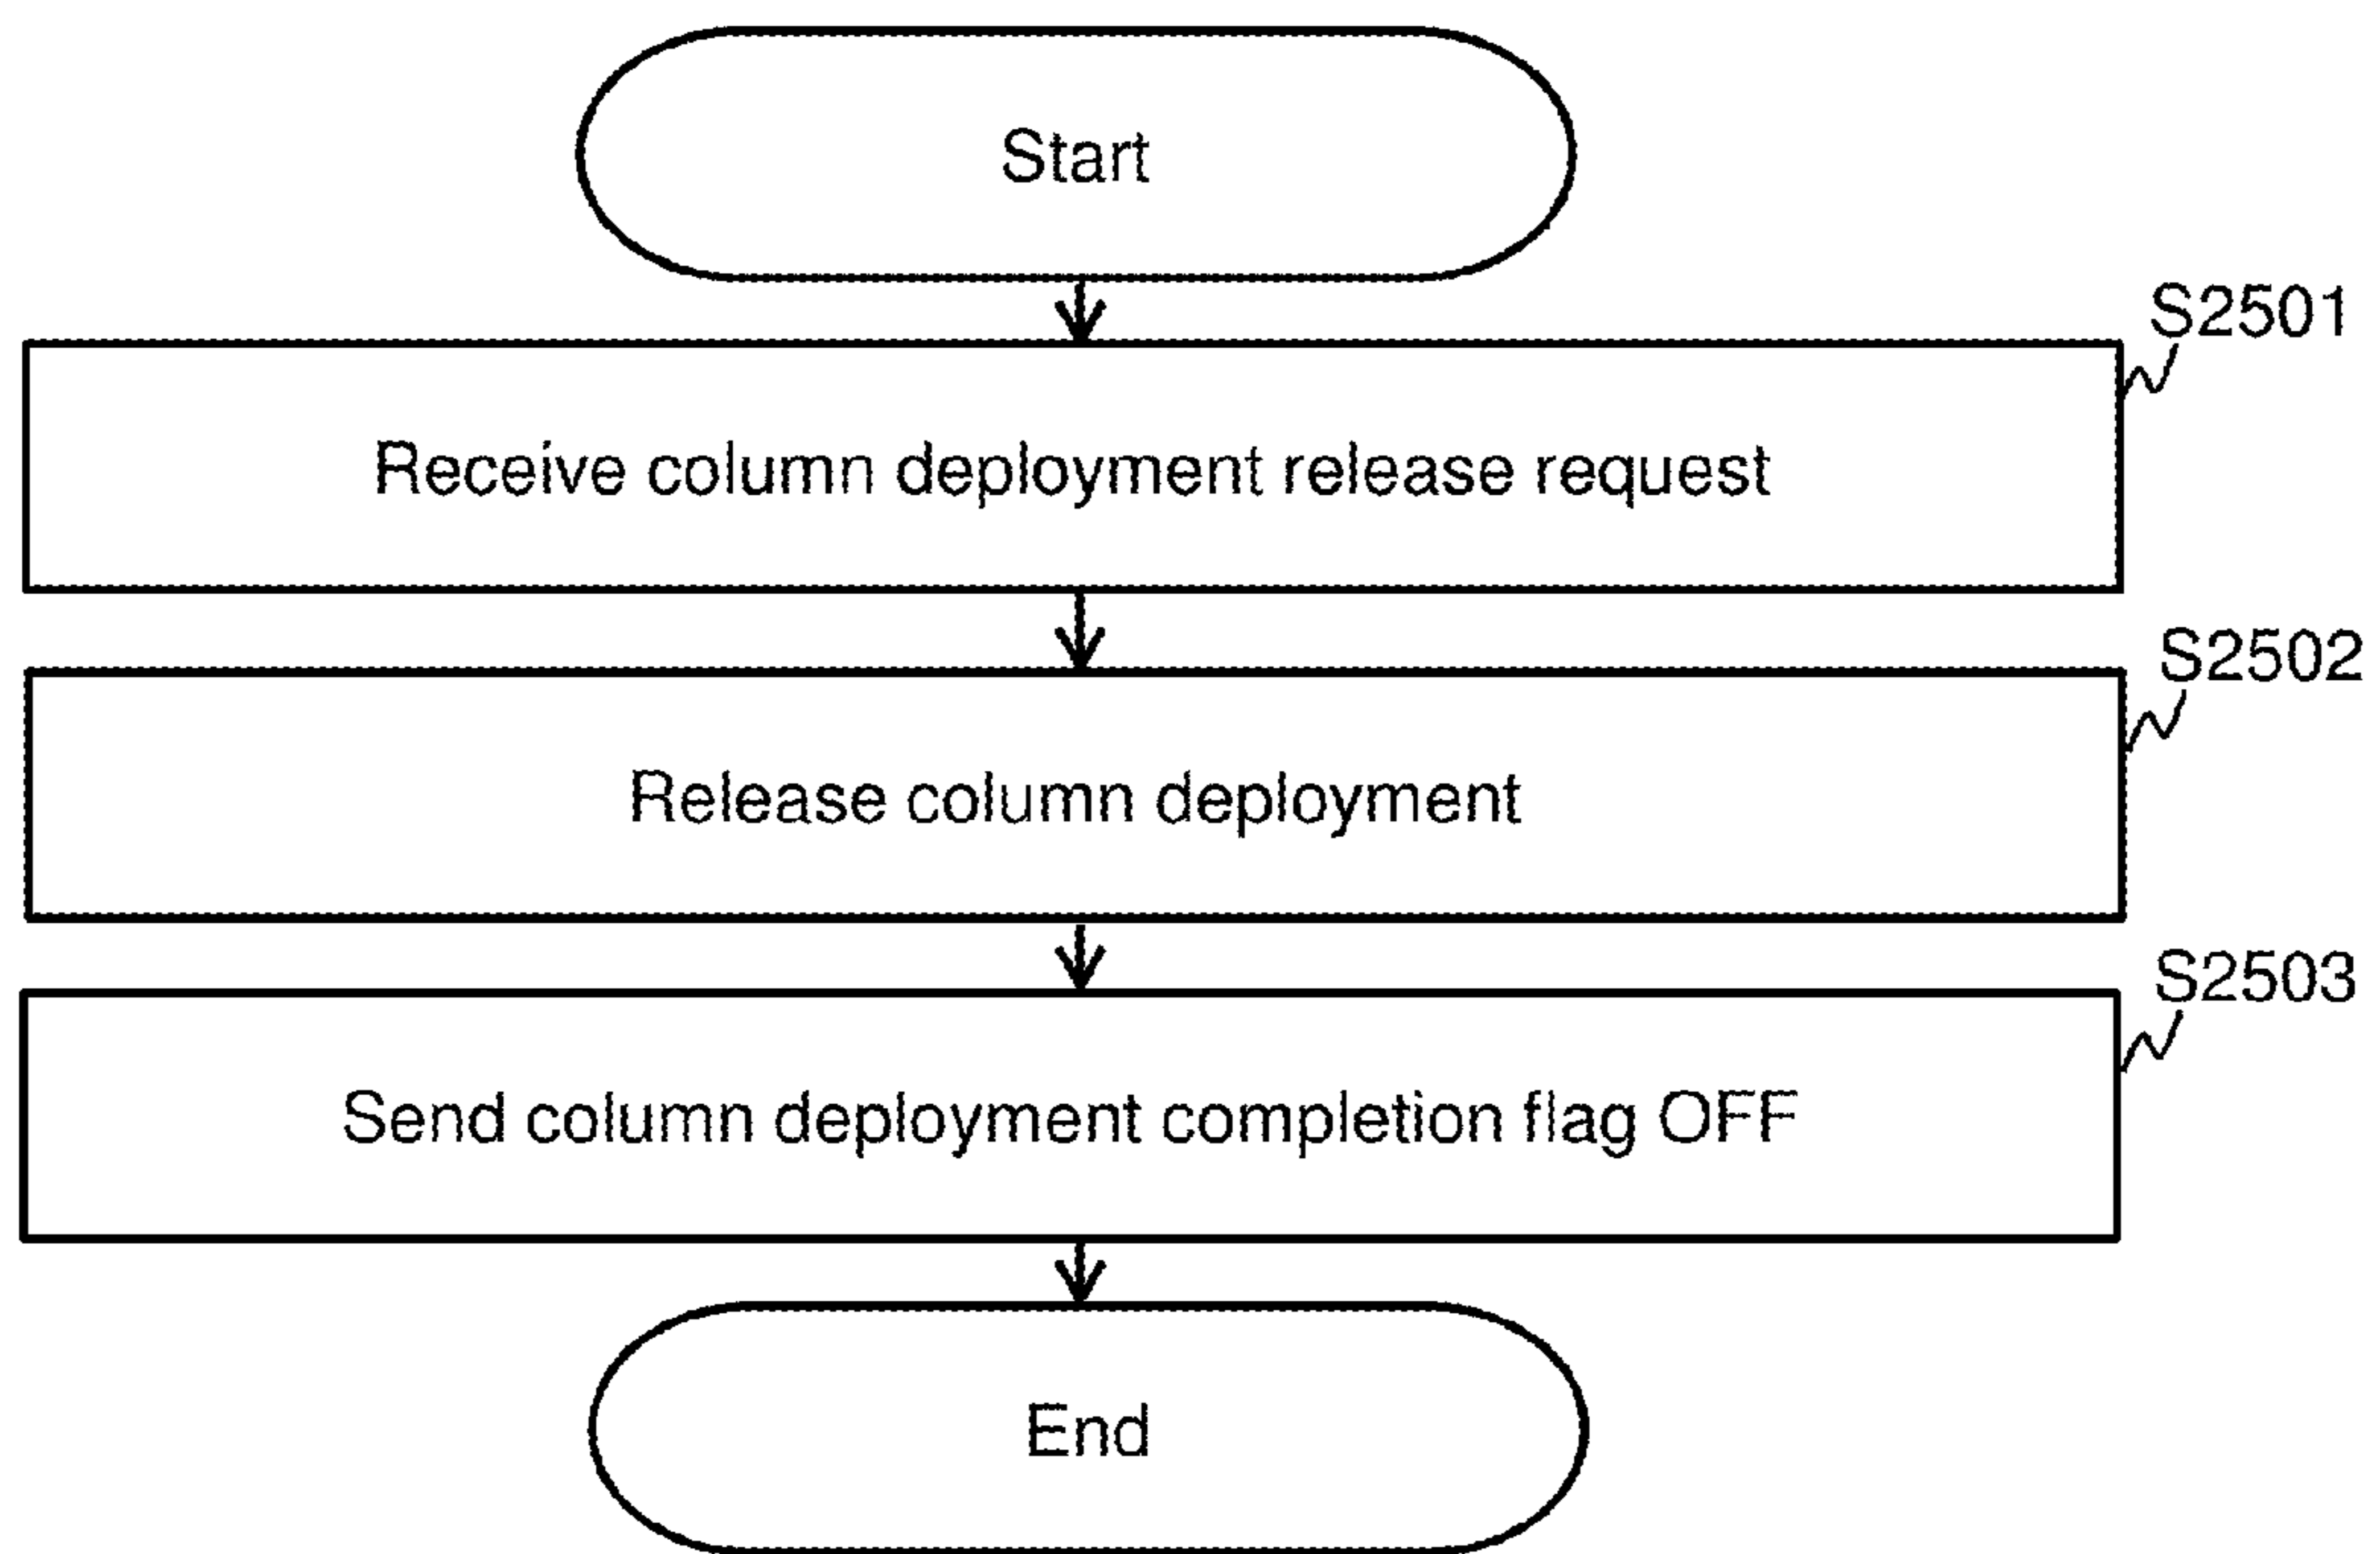 Start
S2501
Receive column deployment release request
S2502
Release column deployment
S2503
Send column deployment completion flag OFF
End